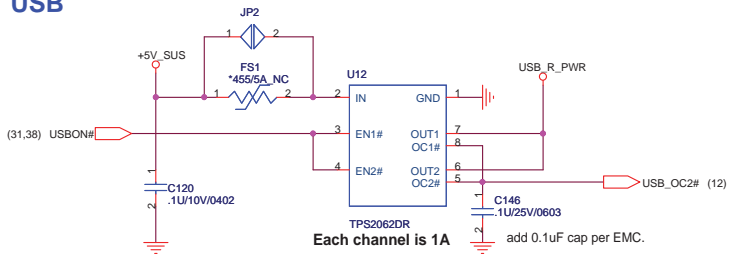 USB
JP2
1 2
+5V_SUS
FS1
*455/5A_NC
1 2
U12
USB_R_PWR
2 IN GND 1
(31,38) USBON#
3 EN1# OUT1 7
OC1# 8
4 EN2# OUT2 6
OC2# 5
USB_OC2# (12)
1
C120
.1U/10V/0402
2
1
C146
.1U/25V/0603
2
TPS2062DR
Each channel is 1A
add 0.1uF cap per EMC.